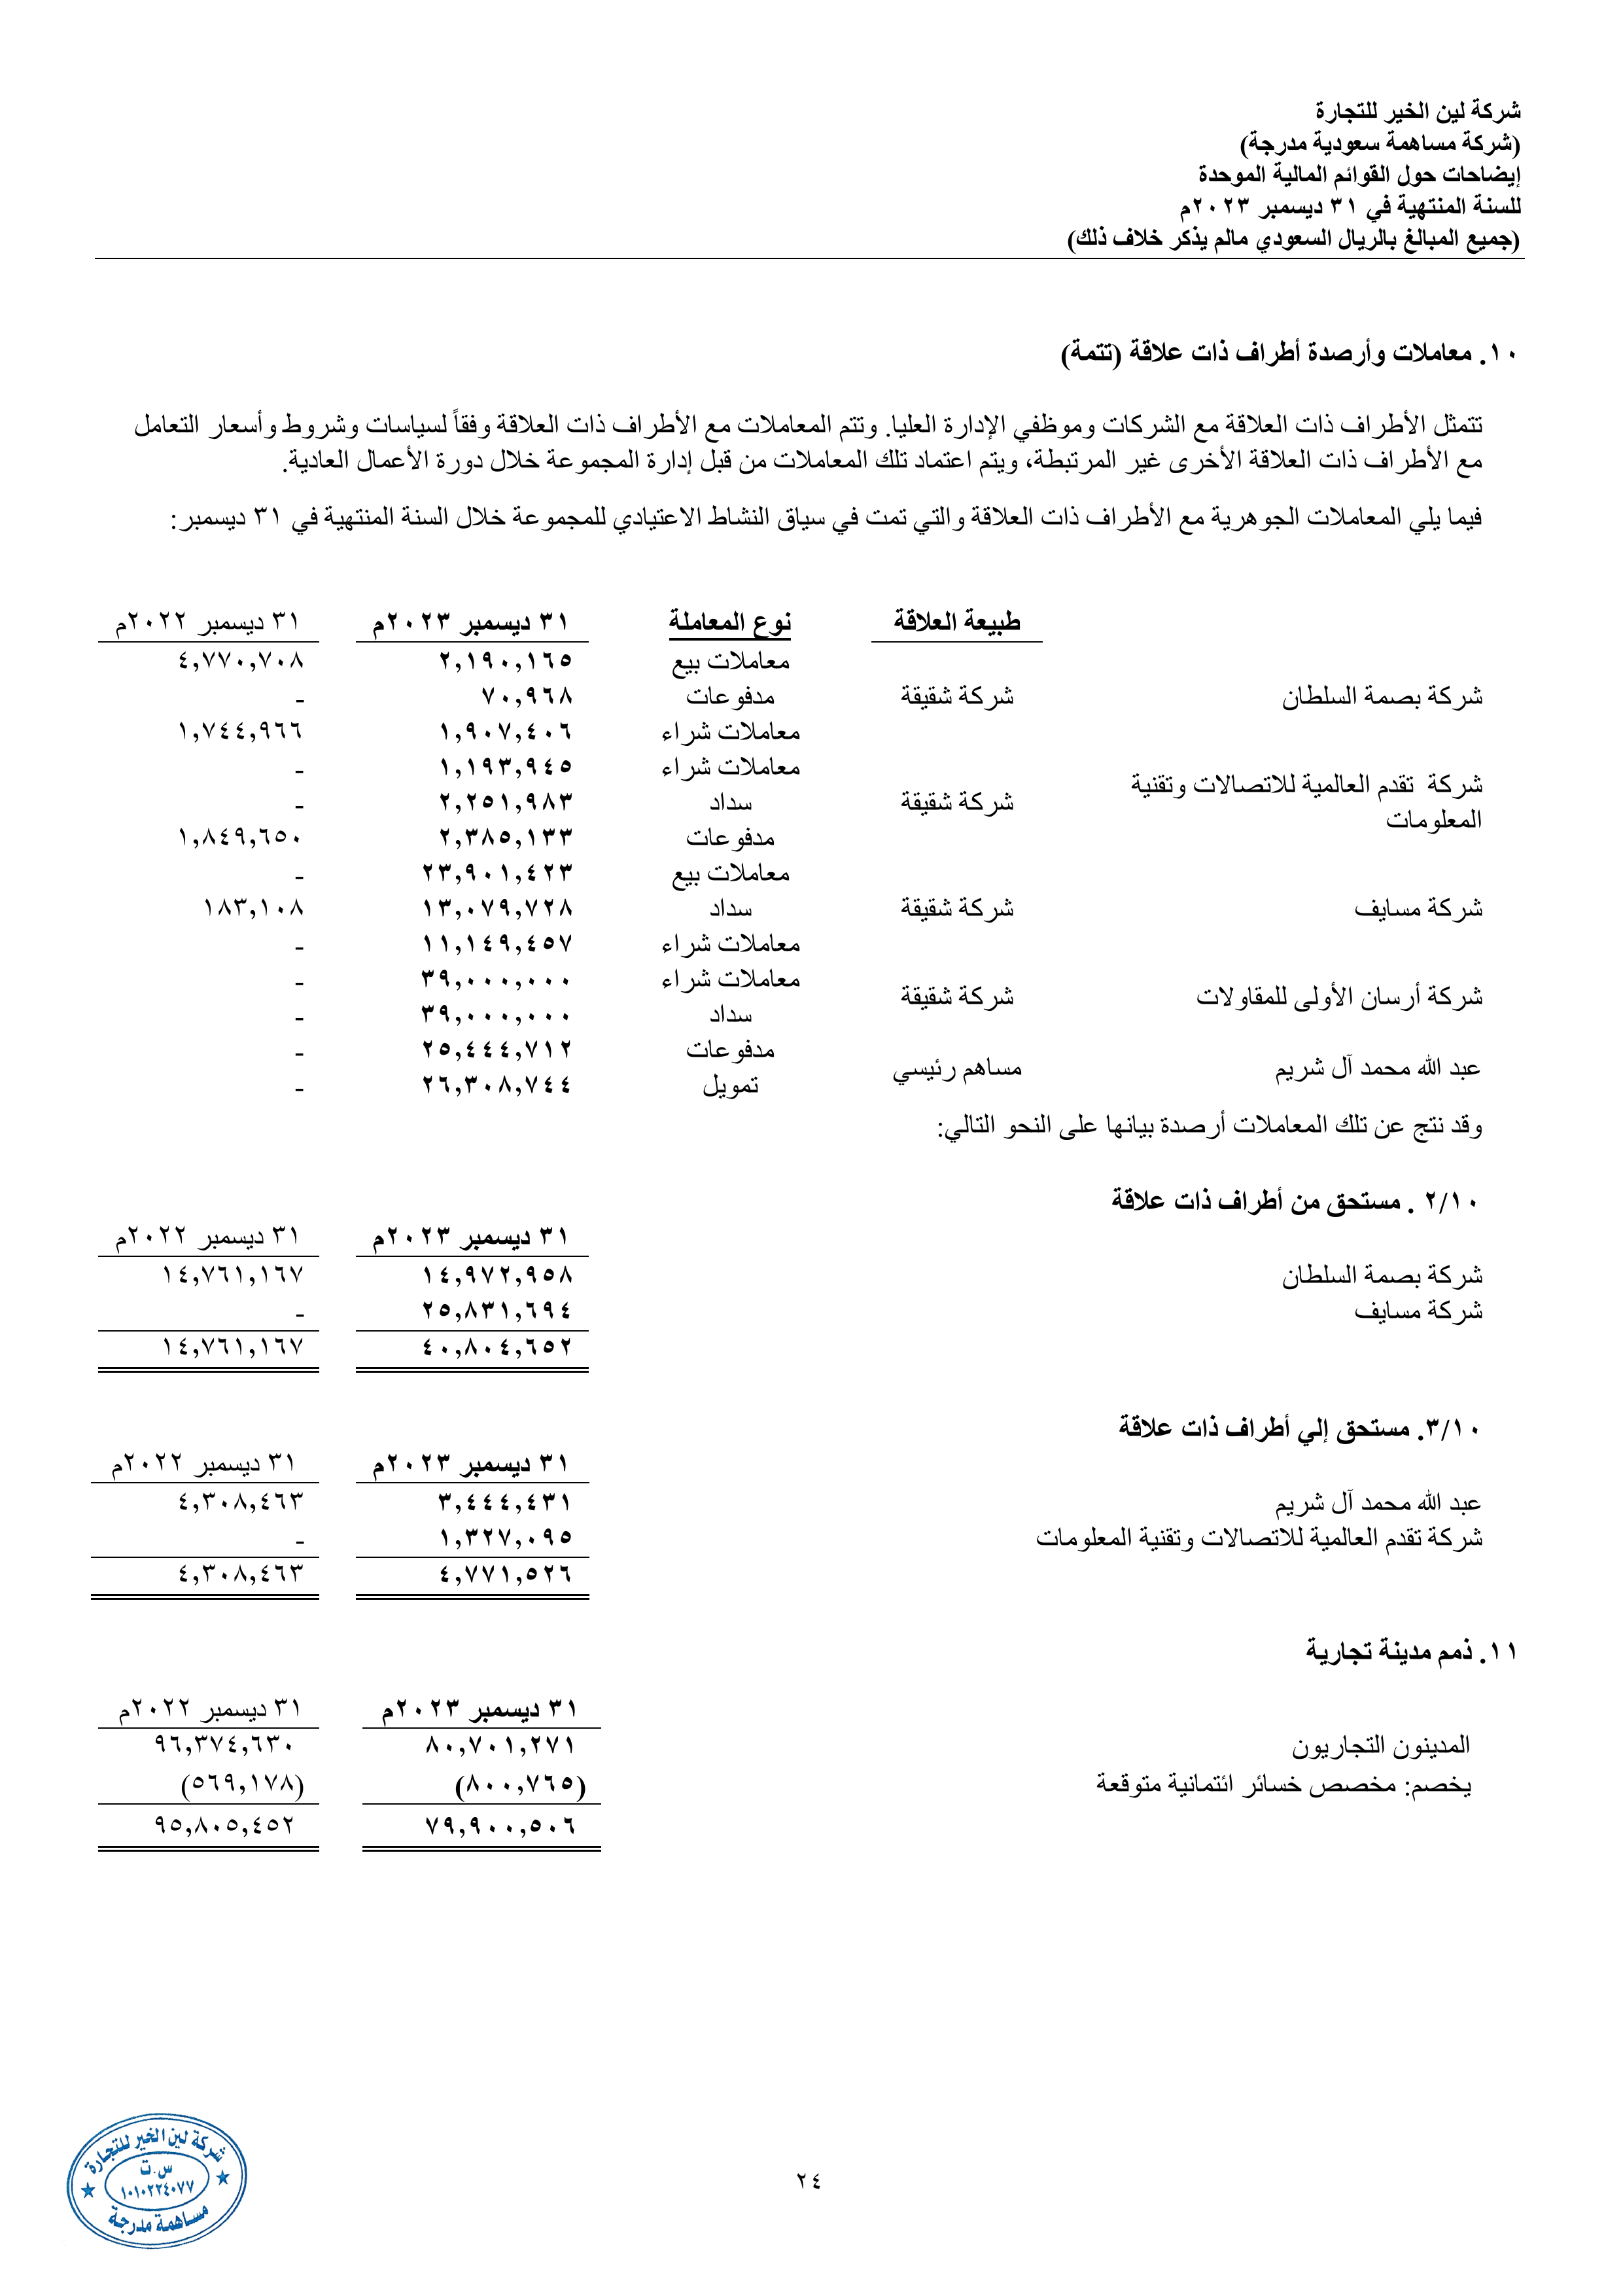 شركة لين الخير للتجارة
(شركة مساهمة سعودية مدرجة)
إيضاحات حول القوائم المالية الموحدة
للسنة المنتهية في ٣١ ديسمبر ٢٠٢٣م
(جميع المبالغ بالريال السعودي مالم يذكر خلاف ذلك)
١٠. معاملات وأرصدة أطراف ذات علاقة (تتمة)
تتمثل الأطراف ذات العلاقة مع الشركات وموظفي الإدارة العليا. وتتم المعاملات مع الأطراف ذات العلاقة وفقاً لسياسات وشروط وأسعار التعامل
مع الأطراف ذات العلاقة الأخرى غير المرتبطة، ويتم اعتماد تلك المعاملات من قبل إدارة المجموعة خلال دورة الأعمال العادية.
فيما يلي المعاملات الجوهرية مع الأطراف ذات العلاقة والتي تمت في سياق النشاط الاعتيادي للمجموعة خلال السنة المنتهية في ٣١ ديسمبر:
طبيعة العلاقة نوع المعاملة ٣١ ديسمبر ٢٠٢٣م ٣١ ديسمبر ٢٠٢٢م
معاملات بيع ٢,١٩٠,١٦٥ ٤,٧٧٠,٧٠٨
شركة بصمة السلطان شركة شقيقة مدفوعات ٧٠,٩٦٨ -
معاملات شراء ١,٩٠٧,٤٠٦ ١,٧٤٤,٩٦٦
معاملات شراء ١,١٩٣,٩٤٥ -
شركة تقدم العالمية للاتصالات وتقنية
شركة شقيقة سداد ٢,٢٥١,٩٨٣ -
المعلومات
مدفوعات ٢,٣٨٥,١٣٣ ١,٨٤٩,٦٥٠
معاملات بيع ٢٣,٩٠١,٤٢٣ -
شركة مسايف شركة شقيقة سداد ١٣,٠٧٩,٧٢٨ ١٨٣,١٠٨
معاملات شراء ١١,١٤٩,٤٥٧ -
معاملات شراء ٣٩,٠٠٠,٠٠٠ -
شركة أرسان الأولى للمقاولات شركة شقيقة
سداد ٣٩,٠٠٠,٠٠٠ -
مدفوعات ٢٥,٤٤٤,٧١٢ -
عبد الله محمد آل شريم مساهم رئيسي
تمويل ٢٦,٣٠٨,٧٤٤ -
وقد نتج عن تلك المعاملات أرصدة بيانها على النحو التالي:
٢/١٠ . مستحق من أطراف ذات علاقة
٣١ ديسمبر ٢٠٢٣م ٣١ ديسمبر ٢٠٢٢م
شركة بصمة السلطان ١٤,٩٧٢,٩٥٨ ١٤,٧٦١,١٦٧
شركة مسايف ٢٥,٨٣١,٦٩٤ -
٤٠,٨٠٤,٦٥٢ ١٤,٧٦١,١٦٧
٣/١٠. مستحق إلي أطراف ذات علاقة
٣١ ديسمبر ٢٠٢٣م ٣١ ديسمبر ٢٠٢٢م
عبد الله محمد آل شريم ٣,٤٤٤,٤٣١ ٤,٣٠٨,٤٦٣
شركة تقدم العالمية للاتصالات وتقنية المعلومات ١,٣٢٧,٠٩٥ -
٤,٧٧١,٥٢٦ ٤,٣٠٨,٤٦٣
١١. ذمم مدينة تجارية
٣١ ديسمبر ٢٠٢٣م ٣١ ديسمبر ٢٠٢٢م
المدينون التجاريون ٨٠,٧٠١,٢٧١ ٩٦,٣٧٤,٦٣٠
يخصم: مخصص خسائر ائتمانية متوقعة (٨٠٠,٧٦٥) (٥٦٩,١٧٨)
٧٩,٩٠٠,٥٠٦ ٩٥,٨٠٥,٤٥٢
شركة لين الخير للتجارة
س.ت
١٠١٠٢٢٤٠٧٧
مساهمة مدرجة
٢٤